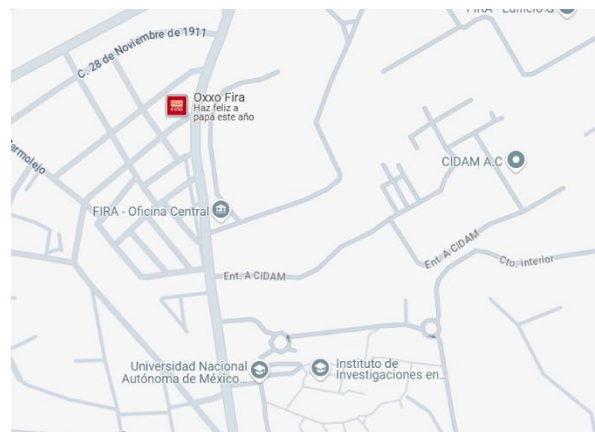 FIRA - Edificio G
C. 28 de Noviembre de 1911
Oxxo Fira
Haz feliz a
papá este año
CIDAM A.C
FIRA - Oficina Central
Ent. A CIDAM
Ent. A CIDAM
Cto. Interior
Universidad Nacional
Autónoma de México...
Instituto de
Investigaciones en...